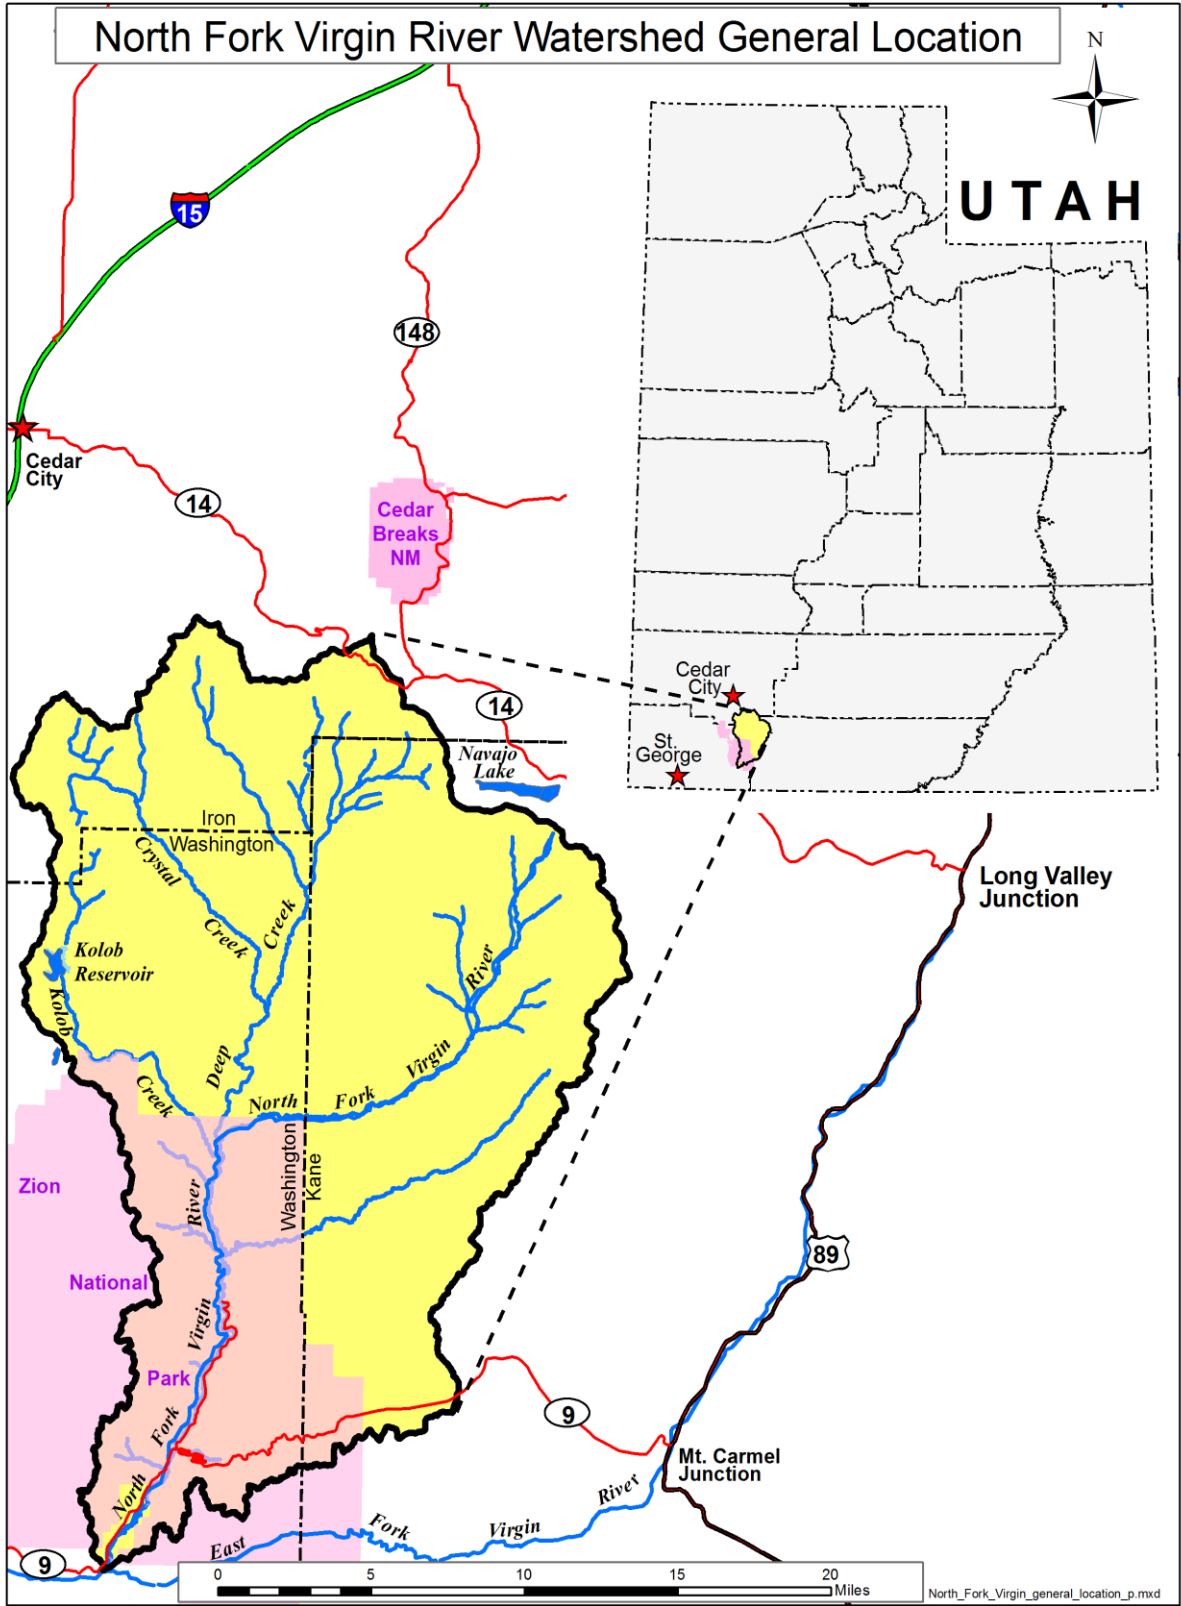 North Fork Virgin River Watershed General Location
N
UTAH
15
148
Cedar
City
14
Cedar
Breaks
NM
Cedar
City
St.
George
14
Navajo
Lake
Iron
Washington
Crystal
Creek
Creek
Kolob
Reservoir
Kolob
River
Long Valley
Junction
Deep
Virgin
Creek
North
Fork
Washington
Kane
Zion
River
89
National
Virgin
Park
Fork
9
North
Mt. Carmel
Junction
River
Fork
Virgin
East
9
0 5 10 15 20
Miles
North_Fork_Virgin_general_location_p.mxd